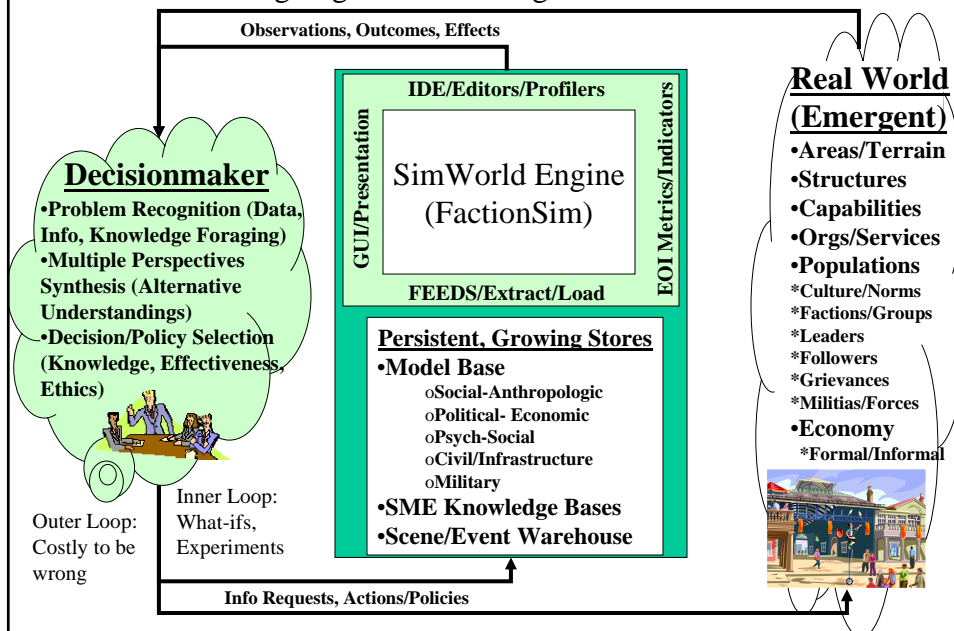 Observations, Outcomes, Effects
Decisionmaker
•Problem Recognition (Data,
Info, Knowledge Foraging)
•Multiple Perspectives
Synthesis (Alternative
Understandings)
•Decision/Policy Selection
(Knowledge, Effectiveness,
Ethics)
Outer Loop:
Costly to be
wrong
Inner Loop:
What-ifs,
Experiments
IDE/Editors/Profilers
GUI/Presentation
SimWorld Engine
(FactionSim)
EOI Metrics/Indicators
FEEDS/Extract/Load
Persistent, Growing Stores
•Model Base
oSocial-Anthropologic
oPolitical- Economic
oPsych-Social
oCivil/Infrastructure
oMilitary
•SME Knowledge Bases
•Scene/Event Warehouse
Real World
(Emergent)
•Areas/Terrain
•Structures
•Capabilities
•Orgs/Services
•Populations
*Culture/Norms
*Factions/Groups
*Leaders
*Followers
*Grievances
*Militias/Forces
•Economy
*Formal/Informal
Info Requests, Actions/Policies